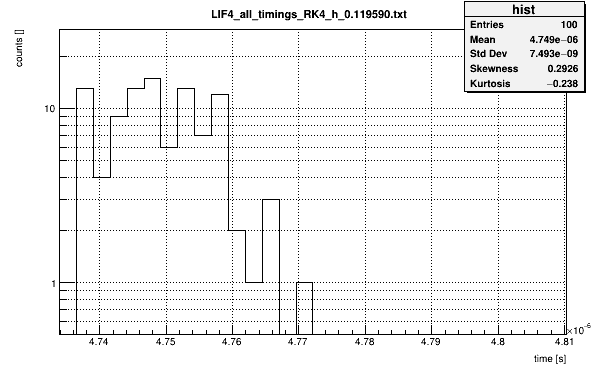 LIF4_all_timings_RK4_h_0.119590.txt
hist
Entries 100
Mean 4.749e−06
Std Dev 7.493e−09
Skewness 0.2926
Kurtosis −0.238
counts []
10
1
4.74 4.75 4.76 4.77 4.78 4.79 4.8 4.81
×10−6
time [s]